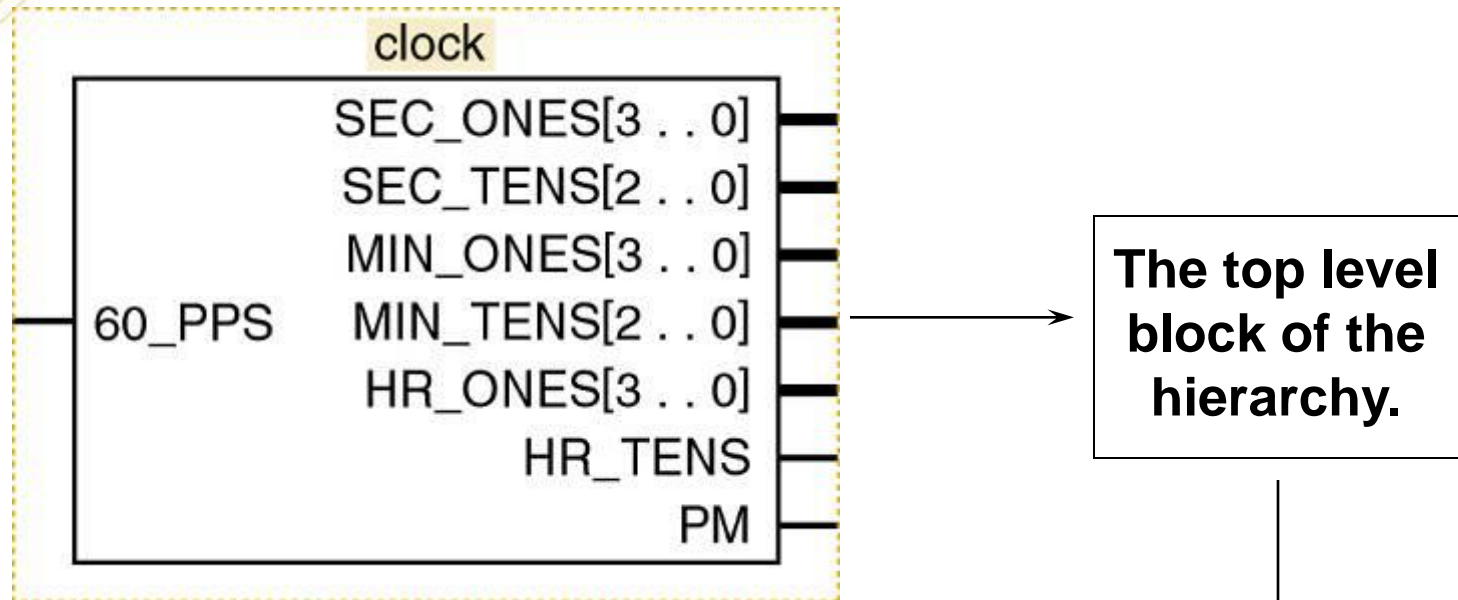 clock
SEC_ONES[3 . . 0]
SEC_TENS[2 . . 0]
MIN_ONES[3 . . 0]
60_PPS
MIN_TENS[2 . . 0]
HR_ONES[3 . . 0]
HR_TENS
PM
The top level
block of the
hierarchy.